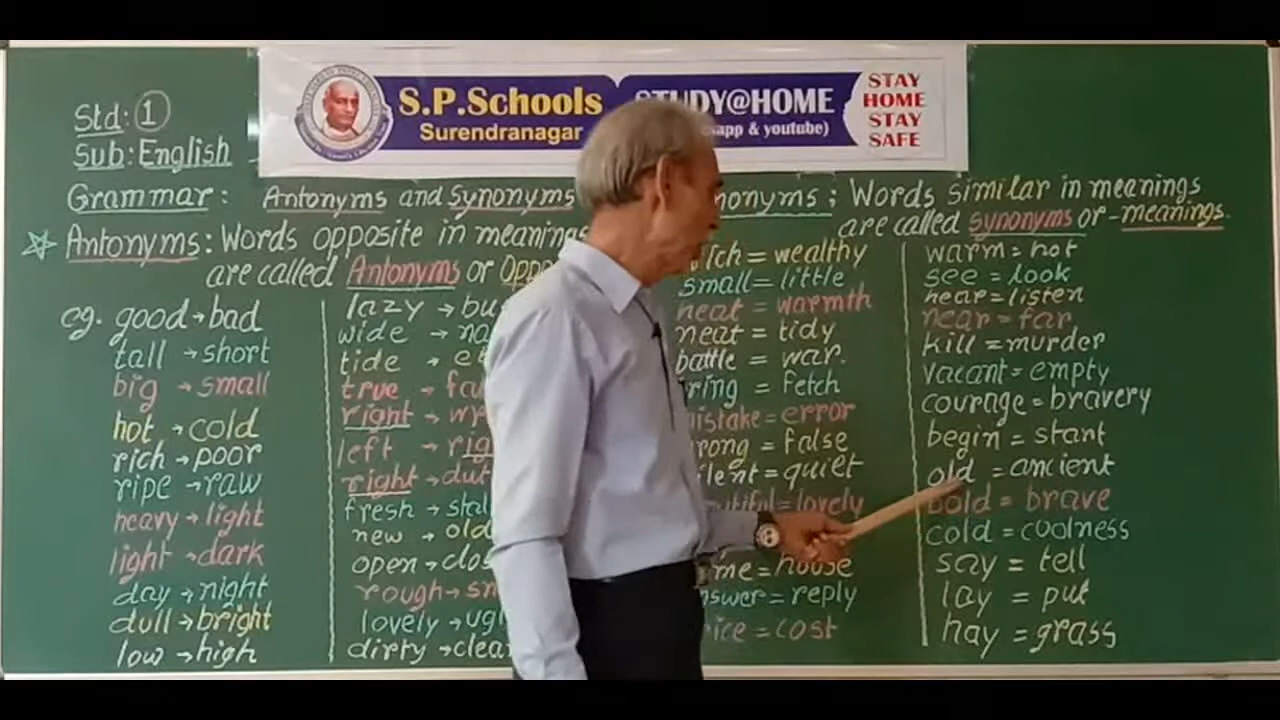 S.P.Schools
Surendranagar
STUDY@HOME
& youtube)
STAY
HOME
STAY
SAFE
Std: 1
Sub: English
Grammar: Antonyms and Synonyms
Antonyms: Words opposite in meanings
are called Antonyms or
eg. good → bad
tall → short
big → small
hot → cold
rich → poor
ripe → raw
heavy → light
light → dark
day → night
dull → bright
low → high
lazy →
wide →
tide →
true →
right →
left →
right →
fresh →
new → old
open →
rough →
lovely →
dirty →
Words similar in meanings
are called synonyms or - meanings.
= wealthy
small = little
heat = warmth
neat = tidy
battle = war.
= fetch
= error
= false
= quiet
= lovely
= house
= reply
= cost
warm = hot
see = look
hear = listen
near = far
kill = murder
vacant = empty
courage = bravery
begin = start
old = ancient
bold = brave
cold = coolness
say = tell
lay = put
hay = grass